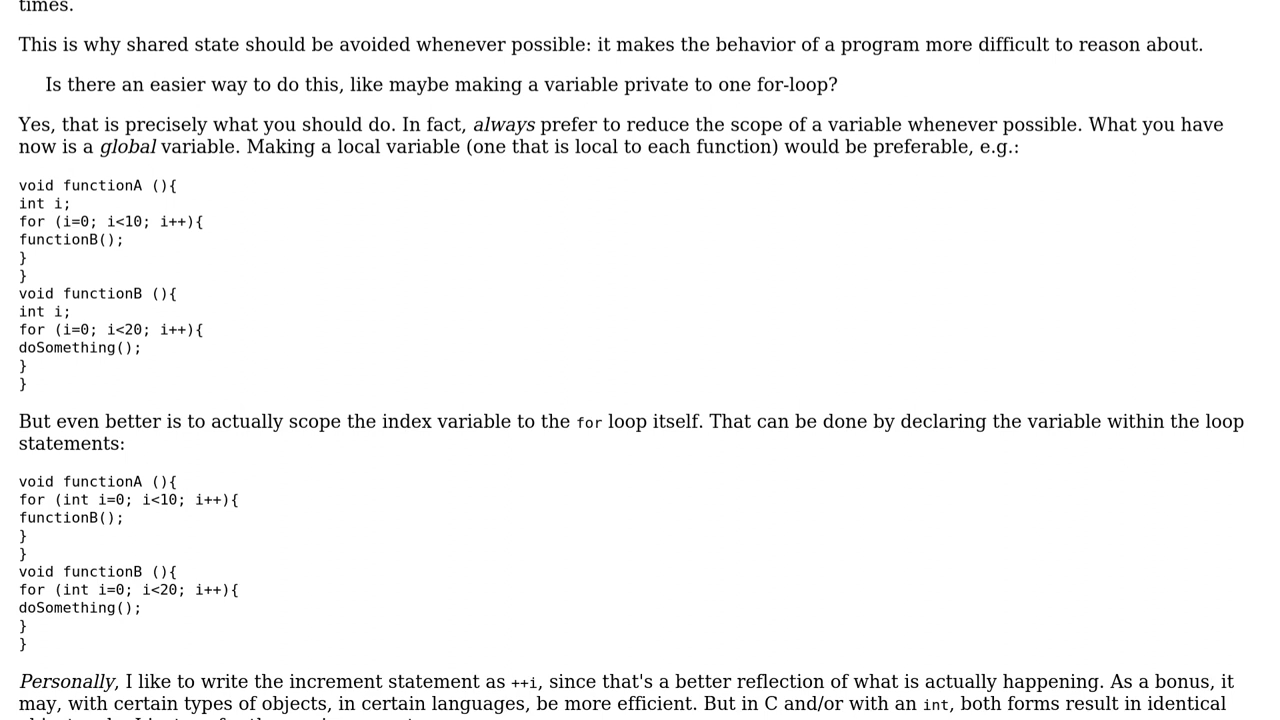 times.
This is why shared state should be avoided whenever possible: it makes the behavior of a program more difficult to reason about.
Is there an easier way to do this, like maybe making a variable private to one for-loop?
Yes, that is precisely what you should do. In fact, always prefer to reduce the scope of a variable whenever possible. What you have
now is a global variable. Making a local variable (one that is local to each function) would be preferable, e.g.:
void functionA (){
int i;
for (i=0; i<10; i++){
functionB();
}
}
void functionB (){
int i;
for (i=0; i<20; i++){
doSomething();
}
}
But even better is to actually scope the index variable to the for loop itself. That can be done by declaring the variable within the loop
statements:
void functionA (){
for (int i=0; i<10; i++){
functionB();
}
}
void functionB (){
for (int i=0; i<20; i++){
doSomething();
}
}
Personally, I like to write the increment statement as ++i, since that's a better reflection of what is actually happening. As a bonus, it
may, with certain types of objects, in certain languages, be more efficient. But in C and/or with an int, both forms result in identical